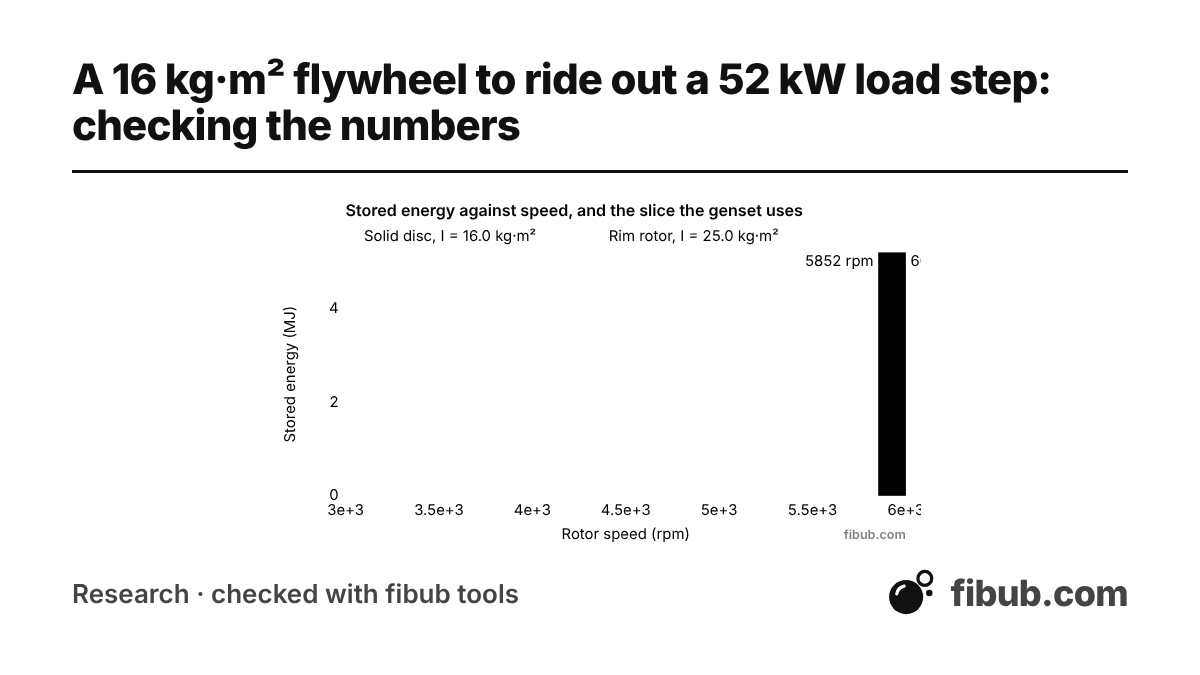 A 16 kg·m² flywheel to ride out a 52 kW load step:
checking the numbers
Stored energy against speed, and the slice the genset uses
Solid disc, I = 16.0 kg·m²
Rim rotor, I = 25.0 kg·m²
5852 rpm
Stored energy (MJ)
4
2
0
3e+3
3.5e+3
4e+3
4.5e+3
5e+3
5.5e+3
Rotor speed (rpm)
fibub.com
Research · checked with fibub tools
fibub.com